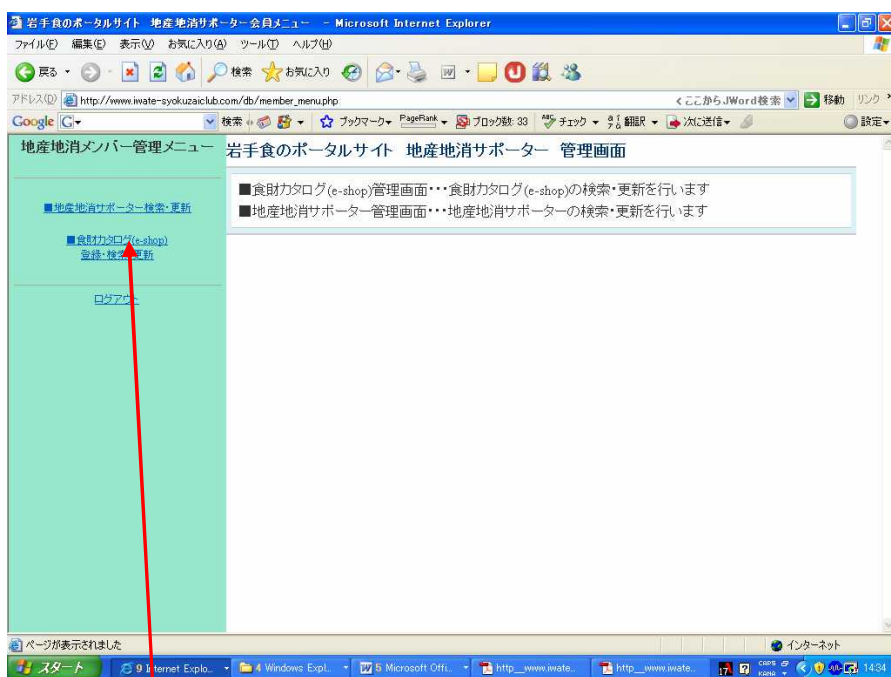 岩手食のポータルサイト 地産地消サポーター会員メニュー - Microsoft Internet Explorer
ファイル(F) 編集(E) 表示(V) お気に入り(A) ツール(T) ヘルプ(H)
戻る 検索 お気に入り
アドレス(D) http://www.iwate-syokuzaiclub.com/db/member_menu.php くここからJWord検索 移動 リンク
Google G 検索 ブックマーク PageRank ブロック数: 33 チェック 翻訳 次に送信 設定
地産地消メンバー管理メニュー
■地産地消サポーター検索・更新
■食財カタログ(e-shop)
登録・検索・更新
ログアウト
岩手食のポータルサイト 地産地消サポーター 管理画面
■食財カタログ(e-shop)管理画面・・・食財カタログ(e-shop)の検索・更新を行います
■地産地消サポーター管理画面・・・地産地消サポーターの検索・更新を行います
ページが表示されました インターネット
スタート 9 Internet Explo... 4 Windows Expl... 5 Microsoft Offi... http__www.iwate... http__www.iwate... 17 CAPS KANA 14:34